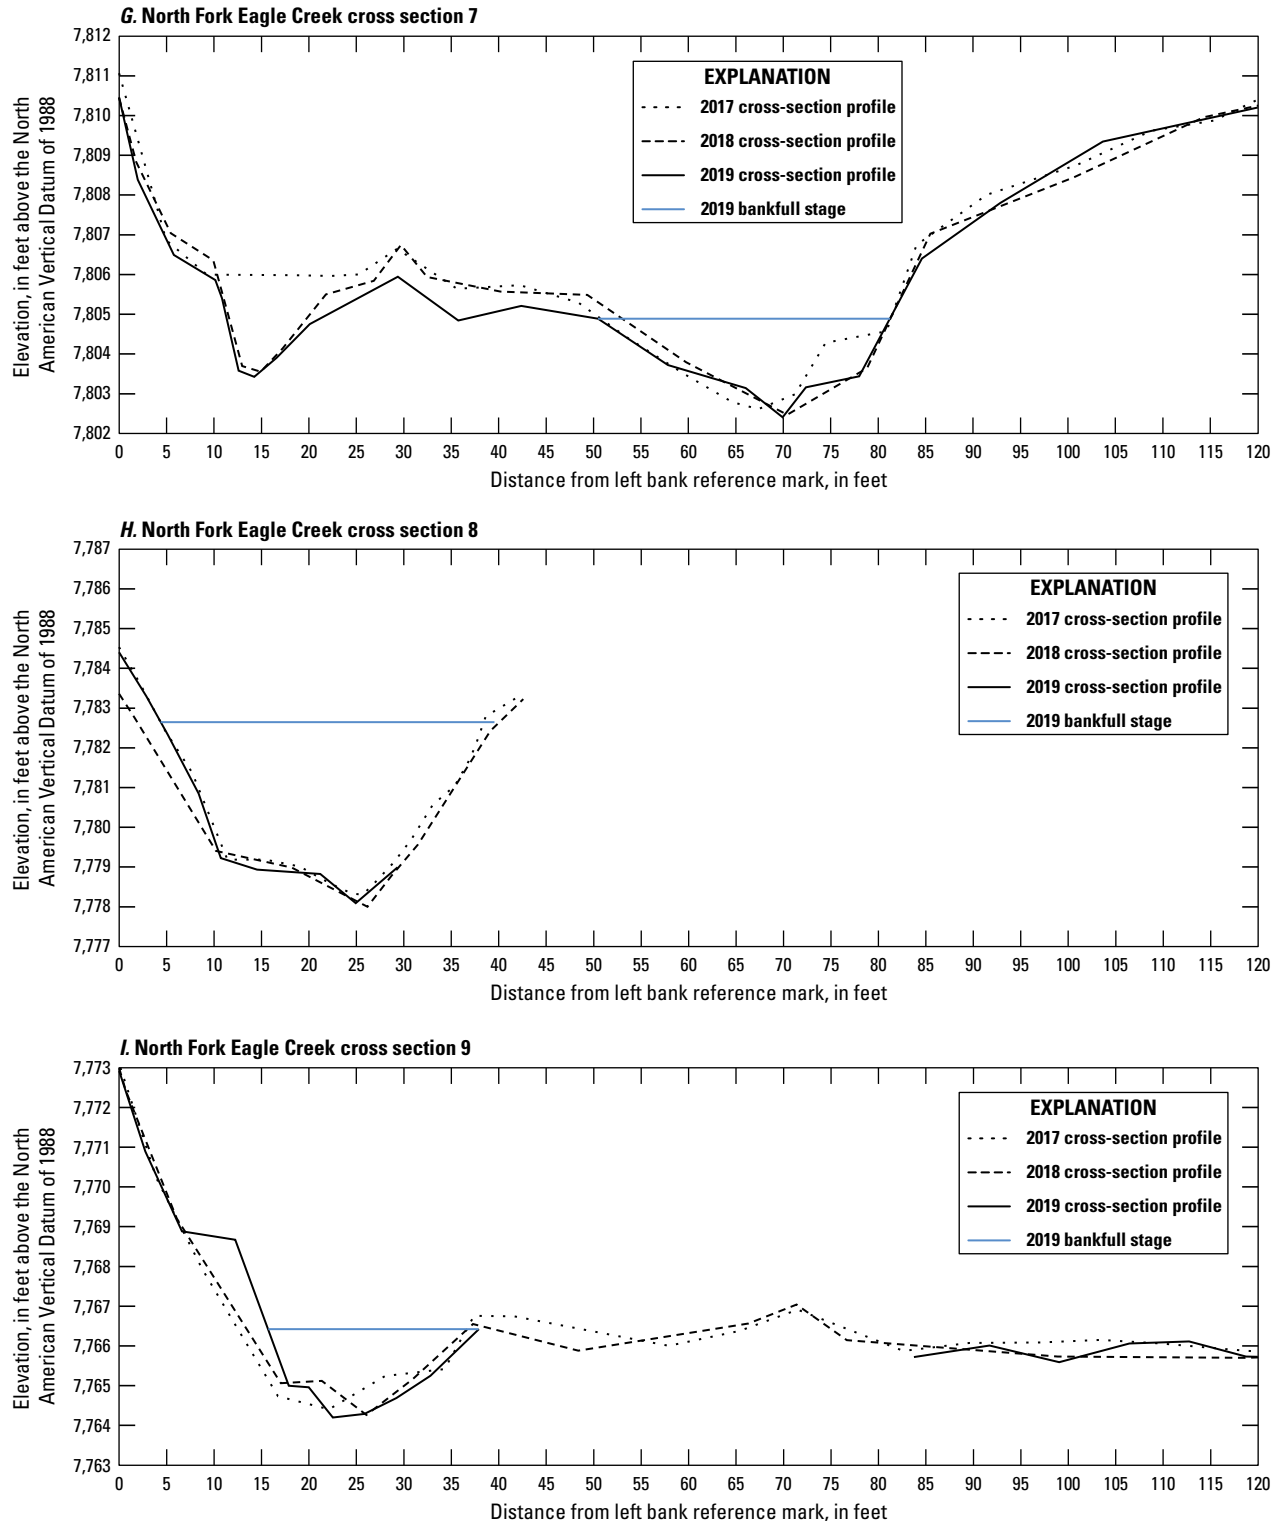 G. North Fork Eagle Creek cross section 7
Elevation, in feet above the North
American Vertical Datum of 1988
7,812
7,811
7,810
7,809
7,808
7,807
7,806
7,805
7,804
7,803
7,802
EXPLANATION
2017 cross-section profile
2018 cross-section profile
2019 cross-section profile
2019 bankfull stage
0 5 10 15 20 25 30 35 40 45 50 55 60 65 70 75 80 85 90 95 100 105 110 115 120
Distance from left bank reference mark, in feet
H. North Fork Eagle Creek cross section 8
Elevation, in feet above the North
American Vertical Datum of 1988
7,787
7,786
7,785
7,784
7,783
7,782
7,781
7,780
7,779
7,778
7,777
EXPLANATION
2017 cross-section profile
2018 cross-section profile
2019 cross-section profile
2019 bankfull stage
0 5 10 15 20 25 30 35 40 45 50 55 60 65 70 75 80 85 90 95 100 105 110 115 120
Distance from left bank reference mark, in feet
I. North Fork Eagle Creek cross section 9
Elevation, in feet above the North
American Vertical Datum of 1988
7,773
7,772
7,771
7,770
7,769
7,768
7,767
7,766
7,765
7,764
7,763
EXPLANATION
2017 cross-section profile
2018 cross-section profile
2019 cross-section profile
2019 bankfull stage
0 5 10 15 20 25 30 35 40 45 50 55 60 65 70 75 80 85 90 95 100 105 110 115 120
Distance from left bank reference mark, in feet